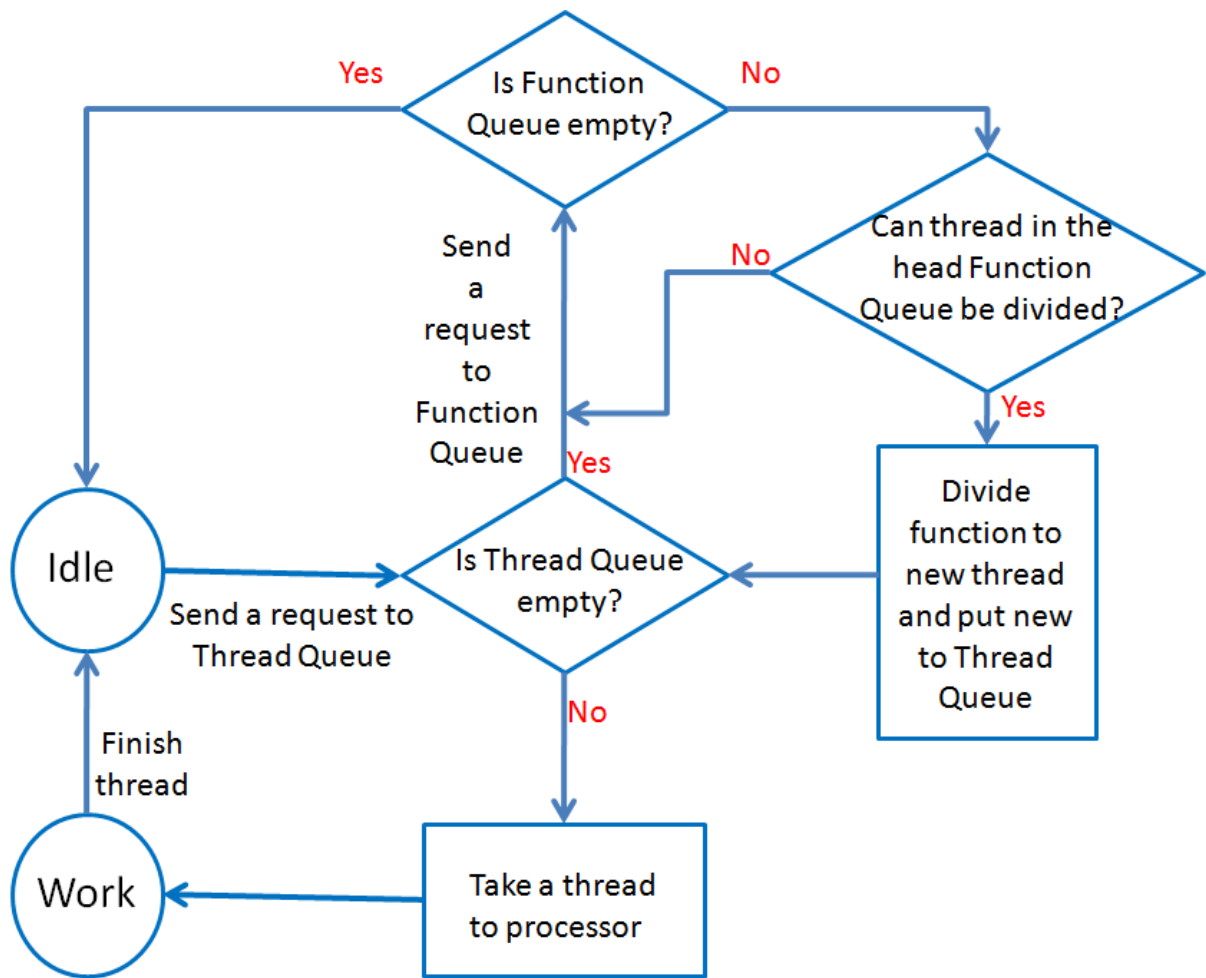 Yes
Is Function
Queue empty?
No
Can thread in the
head Function
Queue be divided?
No
Send
a
request
to
Function
Queue
Yes
Yes
Divide
function to
new thread
and put new
to Thread
Queue
Idle
Send a request to
Thread Queue
Is Thread Queue
empty?
No
Finish
thread
Work
Take a thread
to processor